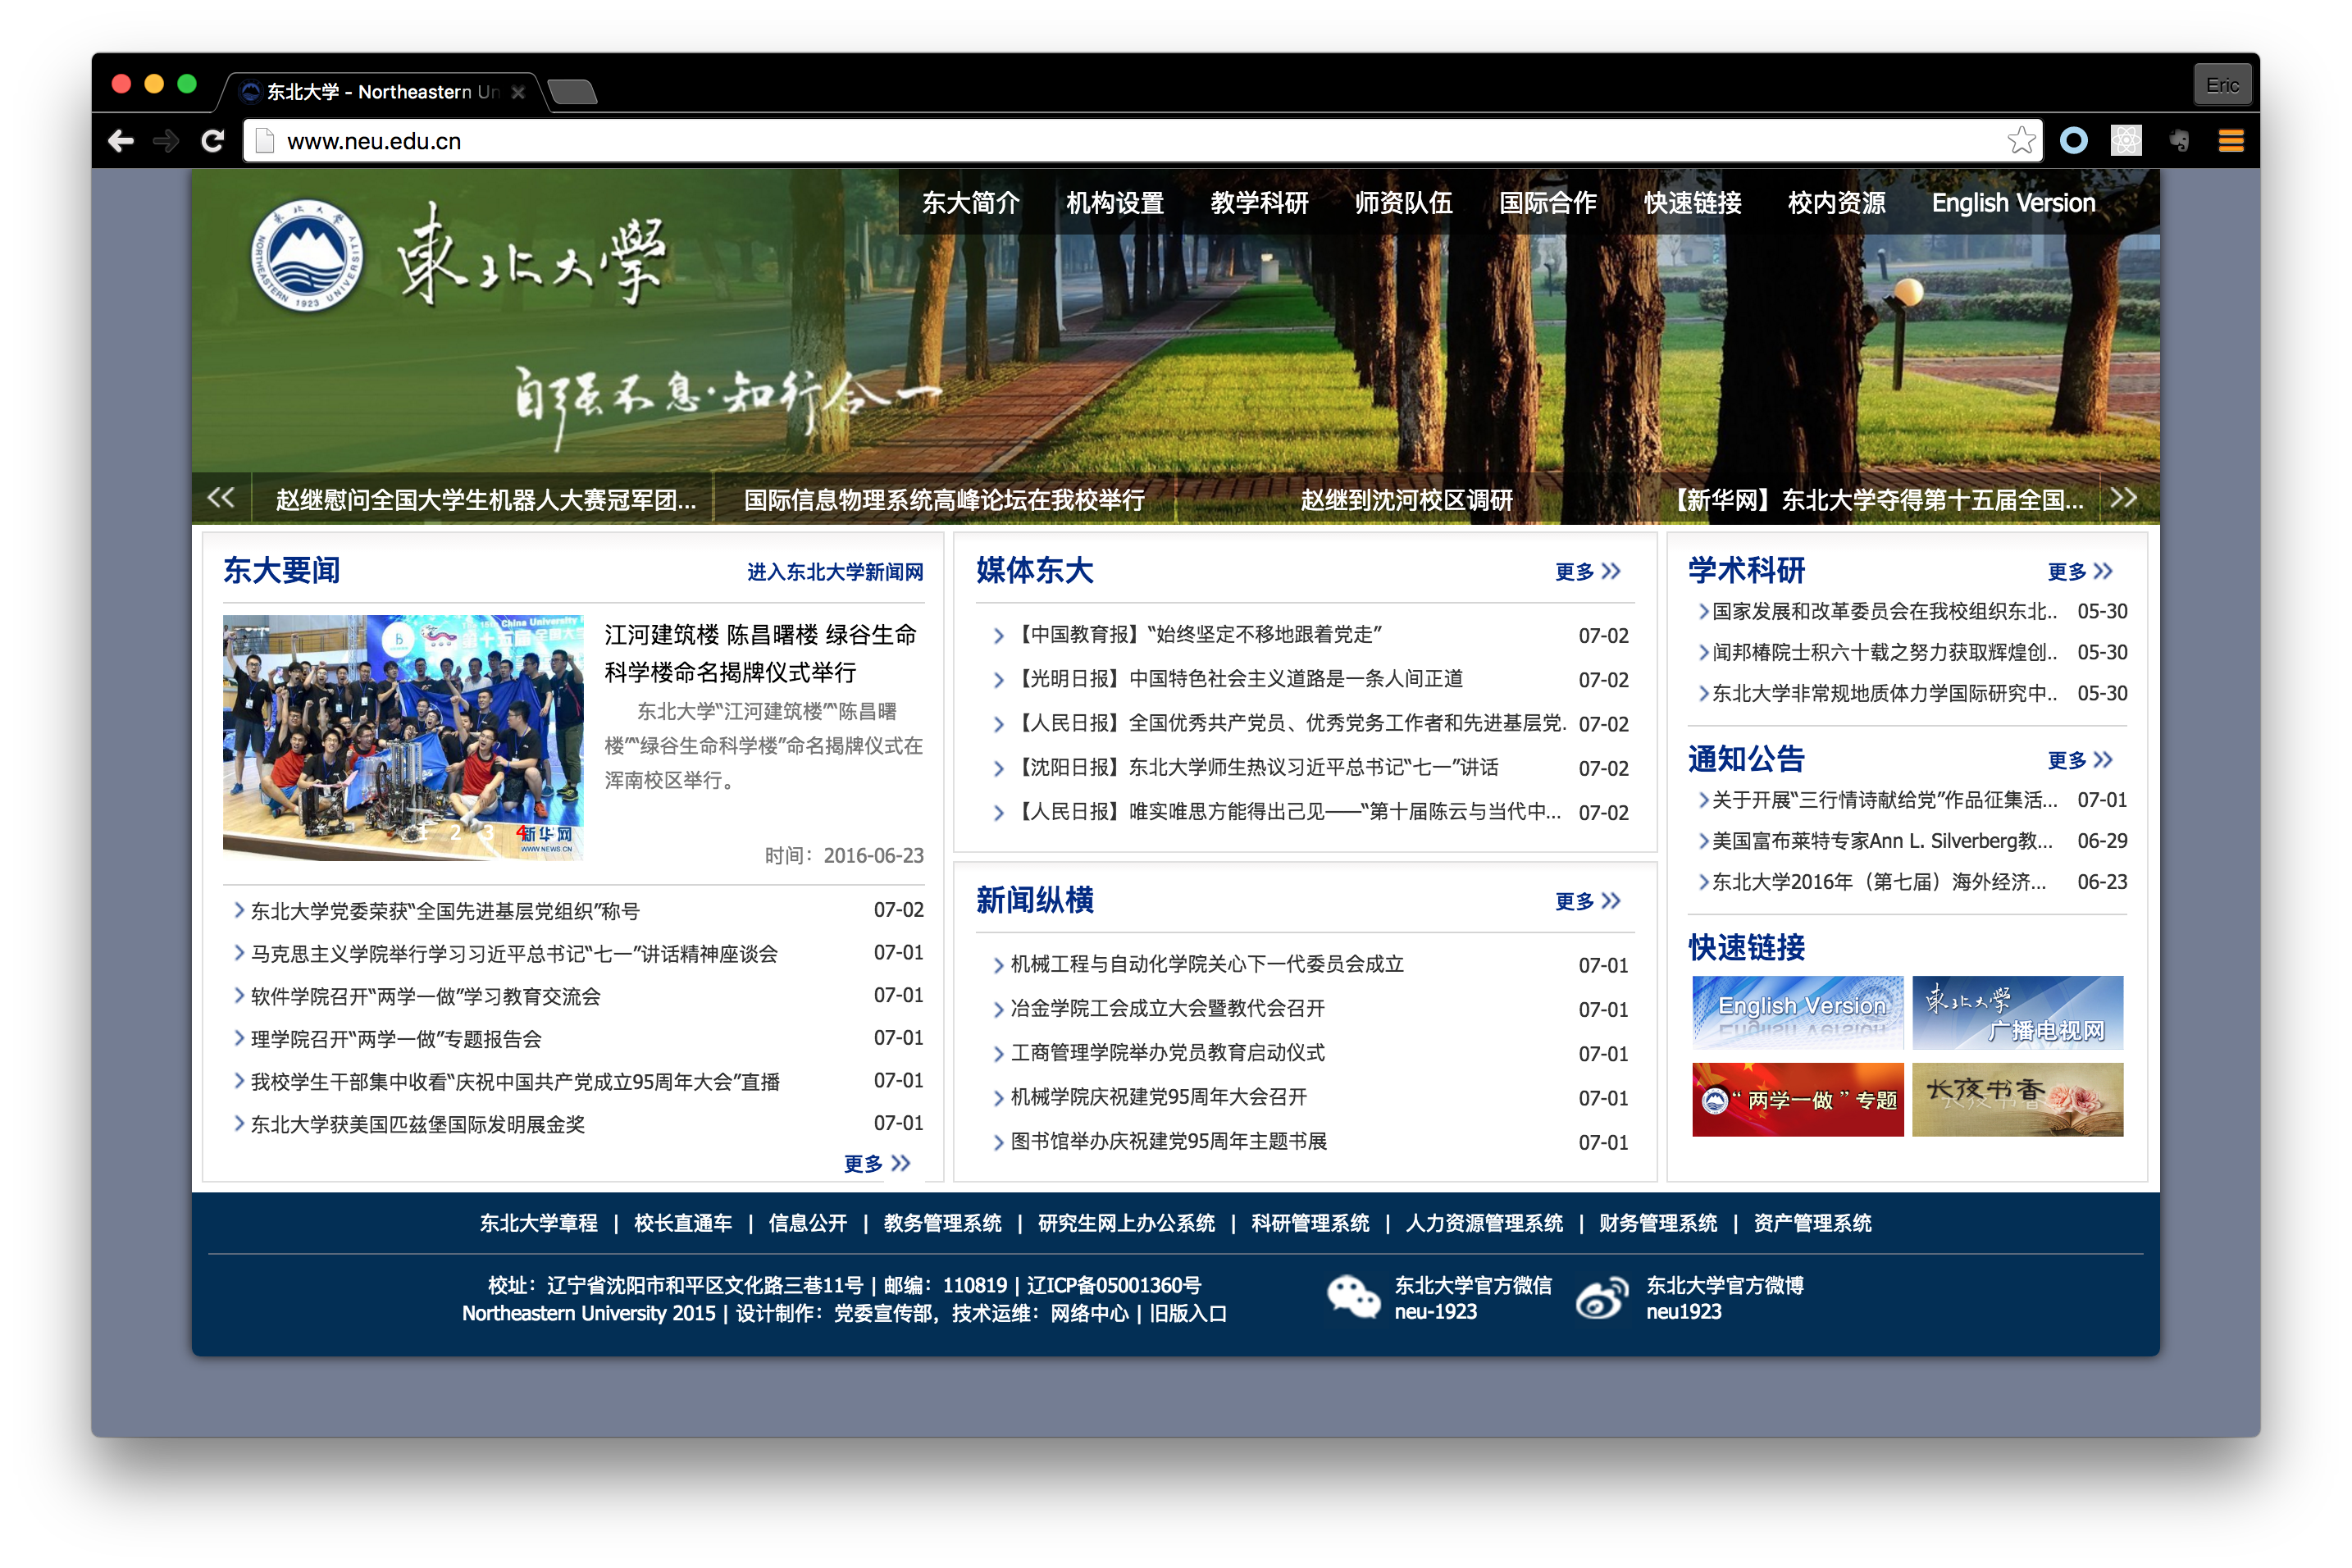 东北大学 - Northeastern Un
Eric
www.neu.edu.cn
东大简介 机构设置 教学科研 师资队伍 国际合作 快速链接 校内资源 English Version
東北大學
NORTHEASTERN 1923 UNIVERSITY
東北大學
自强不息·知行合一
赵继慰问全国大学生机器人大赛冠军团... 国际信息物理系统高峰论坛在我校举行 赵继到沈河校区调研 【新华网】东北大学夺得第十五届全国...
东大要闻 进入东北大学新闻网
China University
第十五届全国大
1 2 3 4
新华网
WWW.NEWS.CN
江河建筑楼 陈昌曙楼 绿谷生命
科学楼命名揭牌仪式举行
东北大学“江河建筑楼”“陈昌曙
楼”“绿谷生命科学楼”命名揭牌仪式在
浑南校区举行。
时间：2016-06-23
东北大学党委荣获“全国先进基层党组织”称号 07-02
马克思主义学院举行学习习近平总书记“七一”讲话精神座谈会 07-01
软件学院召开“两学一做”学习教育交流会 07-01
理学院召开“两学一做”专题报告会 07-01
我校学生干部集中收看“庆祝中国共产党成立95周年大会”直播 07-01
东北大学获美国匹兹堡国际发明展金奖 07-01
更多
媒体东大 更多
【中国教育报】“始终坚定不移地跟着党走” 07-02
【光明日报】中国特色社会主义道路是一条人间正道 07-02
【人民日报】全国优秀共产党员、优秀党务工作者和先进基层党. 07-02
【沈阳日报】东北大学师生热议习近平总书记“七一”讲话 07-02
【人民日报】唯实唯思方能得出己见——“第十届陈云与当代中... 07-02
新闻纵横 更多
机械工程与自动化学院关心下一代委员会成立 07-01
冶金学院工会成立大会暨教代会召开 07-01
工商管理学院举办党员教育启动仪式 07-01
机械学院庆祝建党95周年大会召开 07-01
图书馆举办庆祝建党95周年主题书展 07-01
学术科研 更多
国家发展和改革委员会在我校组织东北.. 05-30
闻邦椿院士积六十载之努力获取辉煌创.. 05-30
东北大学非常规地质体力学国际研究中.. 05-30
通知公告 更多
关于开展“三行情诗献给党”作品征集活... 07-01
美国富布莱特专家Ann L. Silverberg教... 06-29
东北大学2016年（第七届）海外经济... 06-23
快速链接
English Version
東北大學
广播电视网
“两学一做”专题
长夜书香
东北大学章程 | 校长直通车 | 信息公开 | 教务管理系统 | 研究生网上办公系统 | 科研管理系统 | 人力资源管理系统 | 财务管理系统 | 资产管理系统
校址：辽宁省沈阳市和平区文化路三巷11号 | 邮编：110819 | 辽ICP备05001360号
Northeastern University 2015 | 设计制作：党委宣传部，技术运维：网络中心 | 旧版入口
东北大学官方微信
neu-1923
东北大学官方微博
neu1923